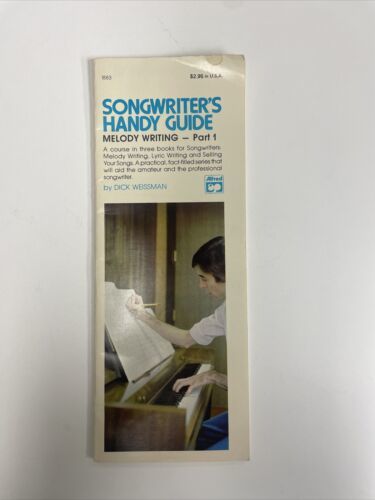 1563 $2.95 in U.S.A.
SONGWRITER'S
HANDY GUIDE
MELODY WRITING — Part 1
A course in three books for Songwriters:
Melody Writing, Lyric Writing and Selling
Your Songs. A practical, fact-filled series that
will aid the amateur and the professional
songwriter.
by DICK WEISSMAN
Alfred